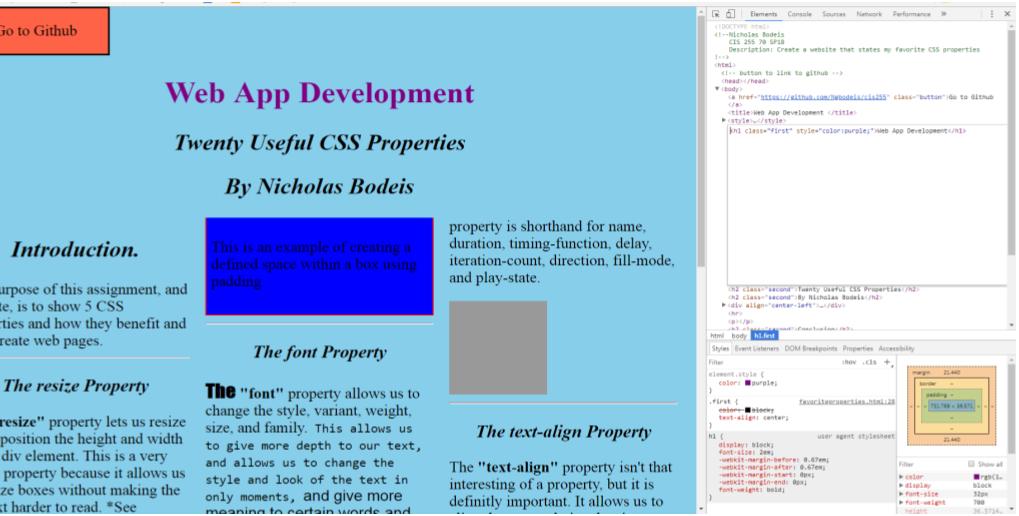 Go to Github
Web App Development
Twenty Useful CSS Properties
By Nicholas Bodeis
Introduction.
urpose of this assignment, and
te, is to show 5 CSS
rties and how they benefit and
reate web pages.
The resize Property
resize" property lets us resize
position the height and width
div element. This is a very
property because it allows us
ze boxes without making the
xt harder to read. *See
This is an example of creating a
defined space within a box using
padding
The font Property
The "font" property allows us to
change the style, variant, weight,
size, and family. This allows us
to give more depth to our text,
and allows us to change the
style and look of the text in
only moments, and give more
meaning to certain words and
property is shorthand for name,
duration, timing-function, delay,
iteration-count, direction, fill-mode,
and play-state.
The text-align Property
The "text-align" property isn't that
interesting of a property, but it is
definitly important. It allows us to
Elements Console Sources Network Performance »
<!DOCTYPE html>
<!--Nicholas Bodeis
CIS 255 70 SP18
Description: Create a website that states my favorite CSS properties
!-->
<html>
<!-- button to link to github -->
<head></head>
<body>
<a href="https://github.com/NBodeis/cis255" class="button">Go to Github
</a>
<title>Web App Development </title>
<style>…</style>
<h1 class="first" style="color:purple;">Web App Development</h1>
<h2 class="second">Twenty Useful CSS Properties</h2>
<h2 class="second">By Nicholas Bodeis</h2>
<div align="center-left">…</div>
<hr>
<p></p>
<h1 class="second">Conclusion</h1>
html body h1.first
Styles Event Listeners DOM Breakpoints Properties Accessibility
Filter :hov .cls +
element.style {
color: purple;
}
.first { favoriteproperties.html:28
color: black;
text-align: center;
}
h1 { user agent stylesheet
display: block;
font-size: 2em;
-webkit-margin-before: 0.67em;
-webkit-margin-after: 0.67em;
-webkit-margin-start: 0px;
-webkit-margin-end: 0px;
font-weight: bold;
}
margin 21.440
border -
padding -
21.440
Filter Show all
color rgb(1…
display block
font-size 32px
font-weight 700
height